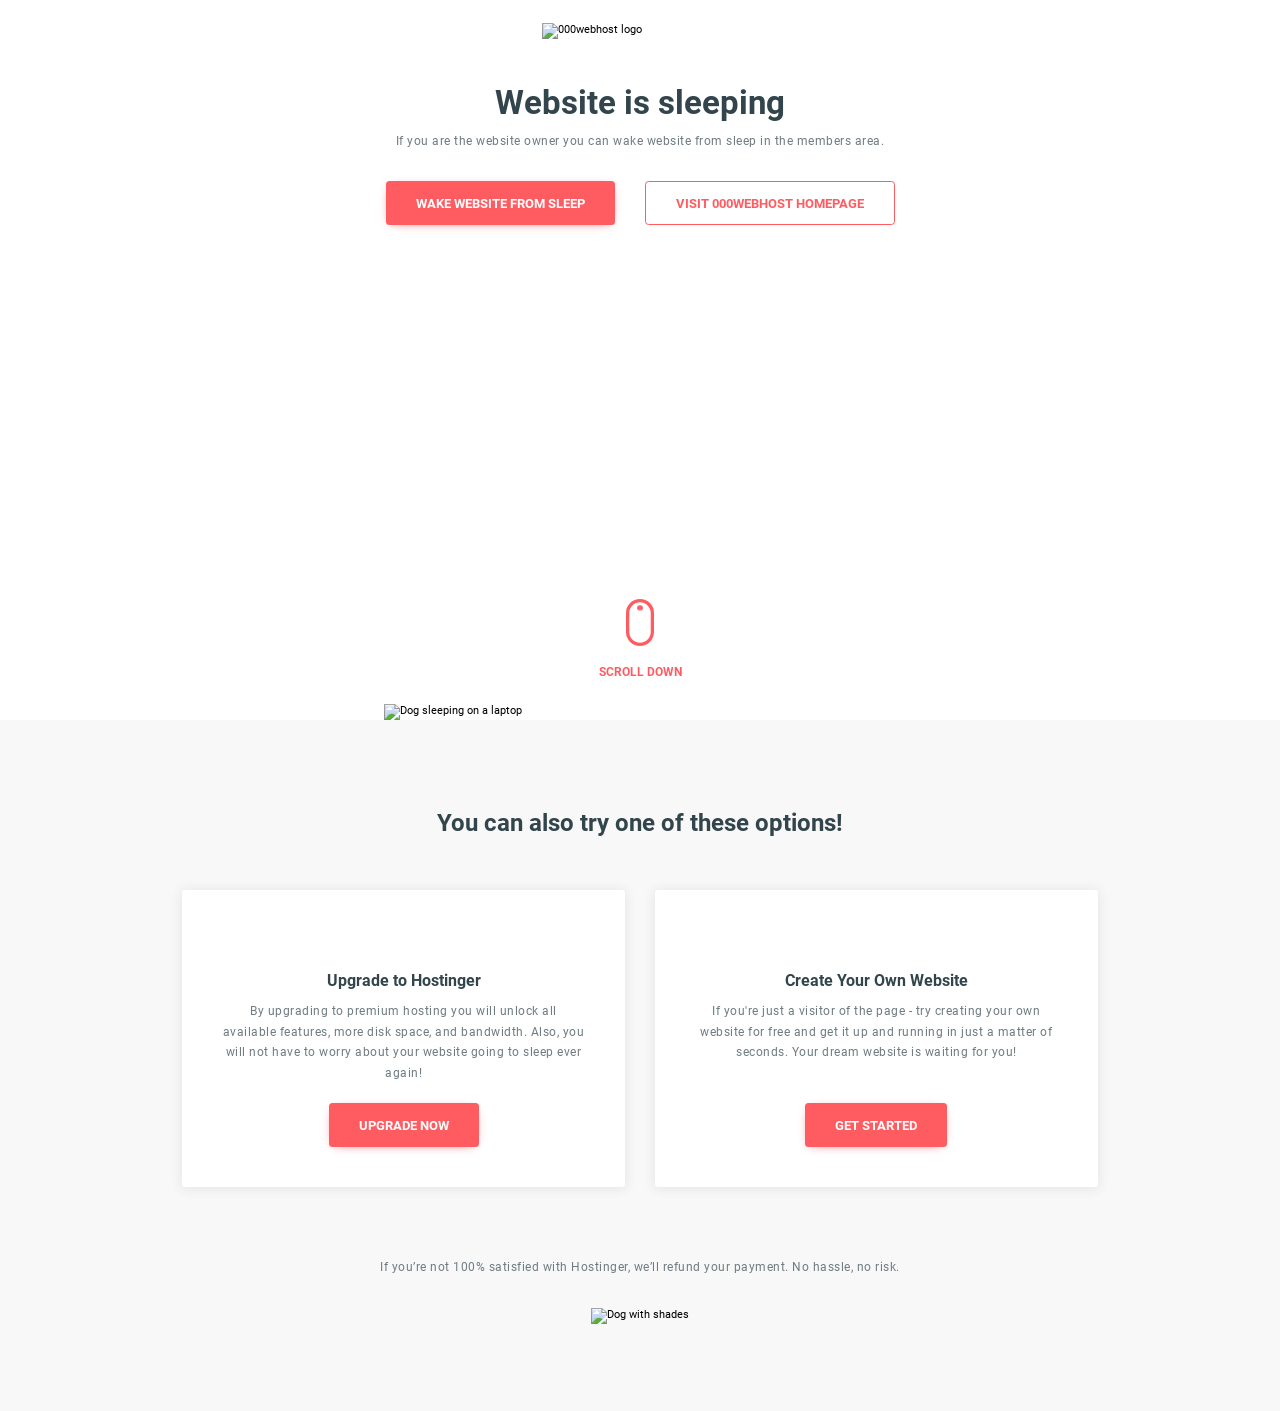 000webhost logo
Website is sleeping
If you are the website owner you can wake website from sleep in the members area.
WAKE WEBSITE FROM SLEEP
VISIT 000WEBHOST HOMEPAGE
SCROLL DOWN
Dog sleeping on a laptop
You can also try one of these options!
Upgrade to Hostinger
By upgrading to premium hosting you will unlock all
available features, more disk space, and bandwidth. Also, you
will not have to worry about your website going to sleep ever
again!
UPGRADE NOW
Create Your Own Website
If you're just a visitor of the page - try creating your own
website for free and get it up and running in just a matter of
seconds. Your dream website is waiting for you!
GET STARTED
If you’re not 100% satisfied with Hostinger, we’ll refund your payment. No hassle, no risk.
Dog with shades